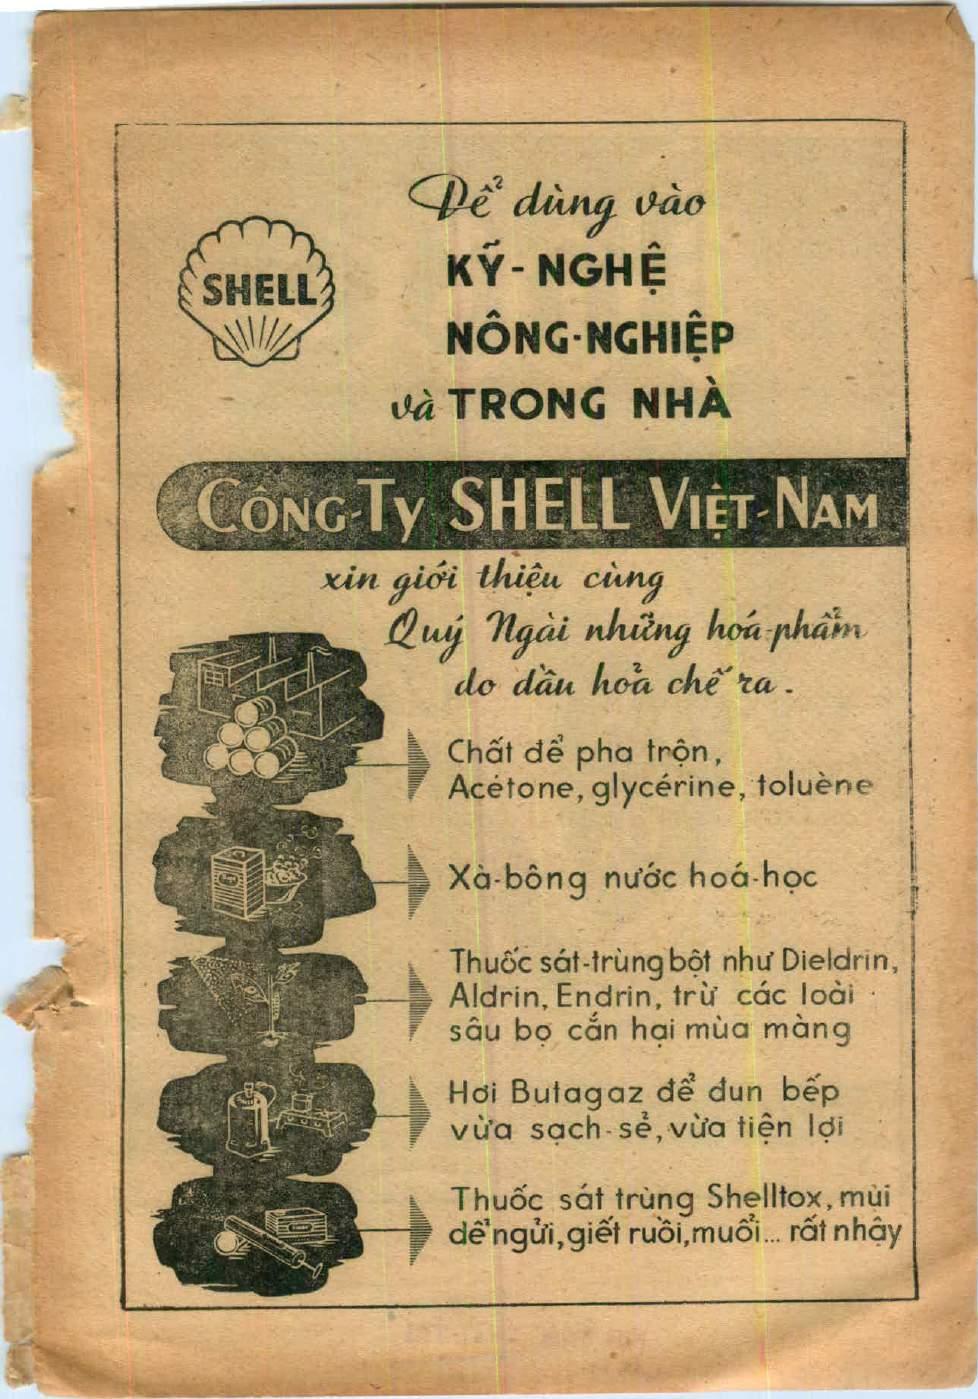 SHELL
Để dùng vào
KỸ-NGHỆ
NÔNG-NGHIỆP
và TRONG NHÀ
CÔNG-TY SHELL VIỆT-NAM
xin giới thiệu cùng
Quý Ngài những hoá-phẩm
do dầu hoả chế ra.
Chất để pha trộn,
Acétone, glycérine, toluène
Xà-bông nước hoá-học
Thuốc sát-trùng bột như Dieldrin,
Aldrin, Endrin, trừ các loài
sâu bọ cắn hại mùa màng
Hơi Butagaz để đun bếp
vừa sạch-sẻ, vừa tiện lợi
Thuốc sát trùng Shelltox, mùi
dể ngửi, giết ruồi, muỗi... rất nhậy